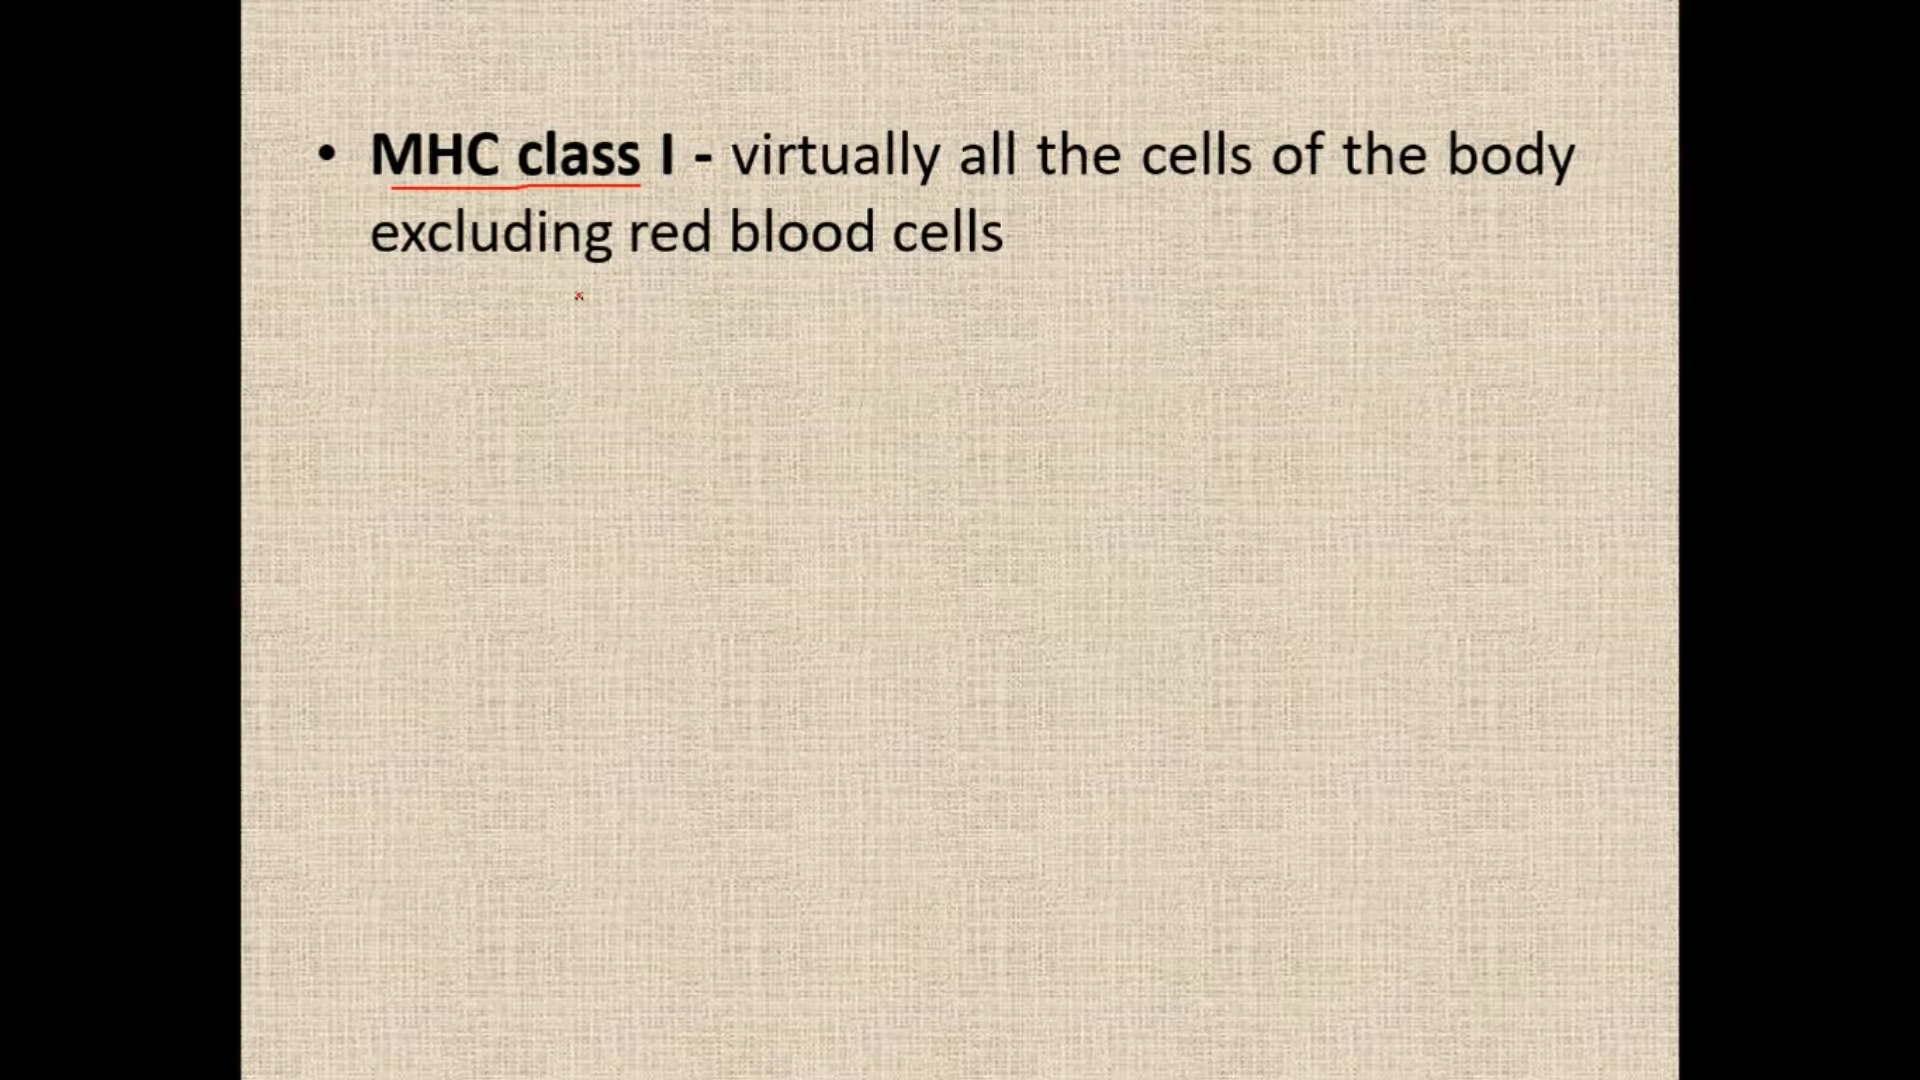 • MHC class I - virtually all the cells of the body
excluding red blood cells